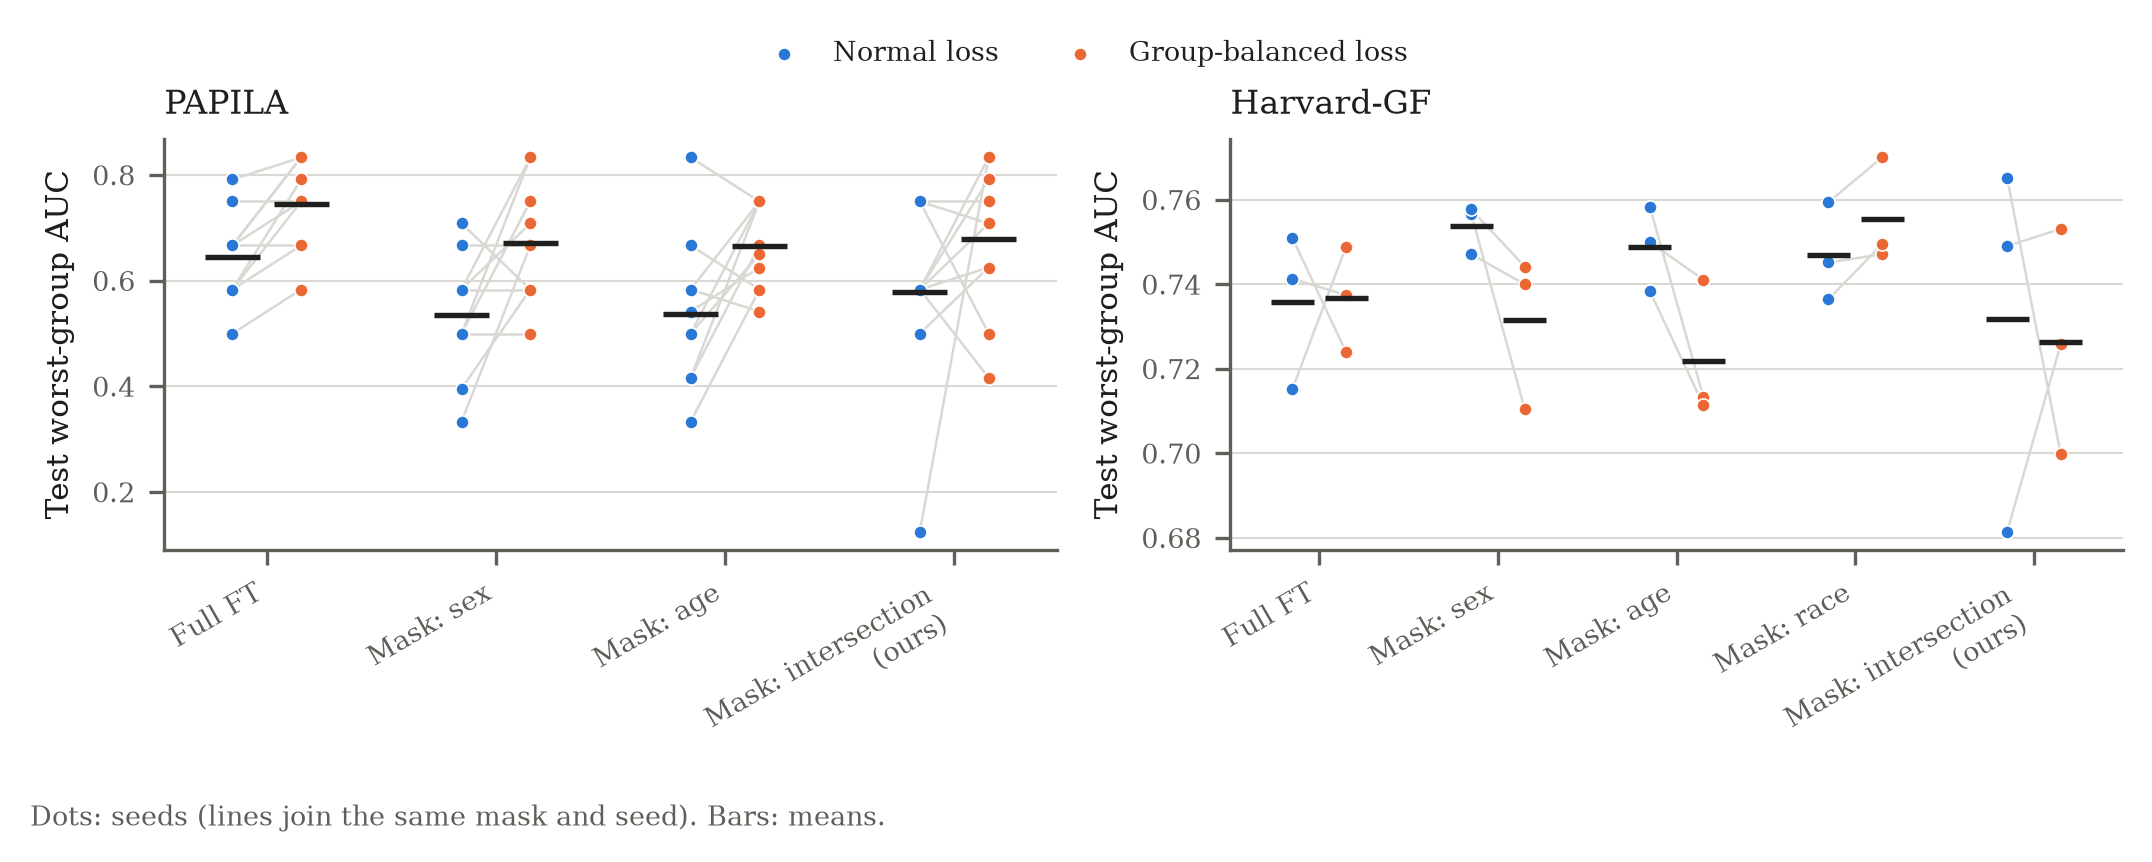 Normal loss
Group-balanced loss
PAPILA
Test worst-group AUC
0.8
0.6
0.4
0.2
Full FT
Mask: sex
Mask: age
Mask: intersection
(ours)
Harvard-GF
Test worst-group AUC
0.76
0.74
0.72
0.70
0.68
Full FT
Mask: sex
Mask: age
Mask: race
Mask: intersection
(ours)
Dots: seeds (lines join the same mask and seed). Bars: means.